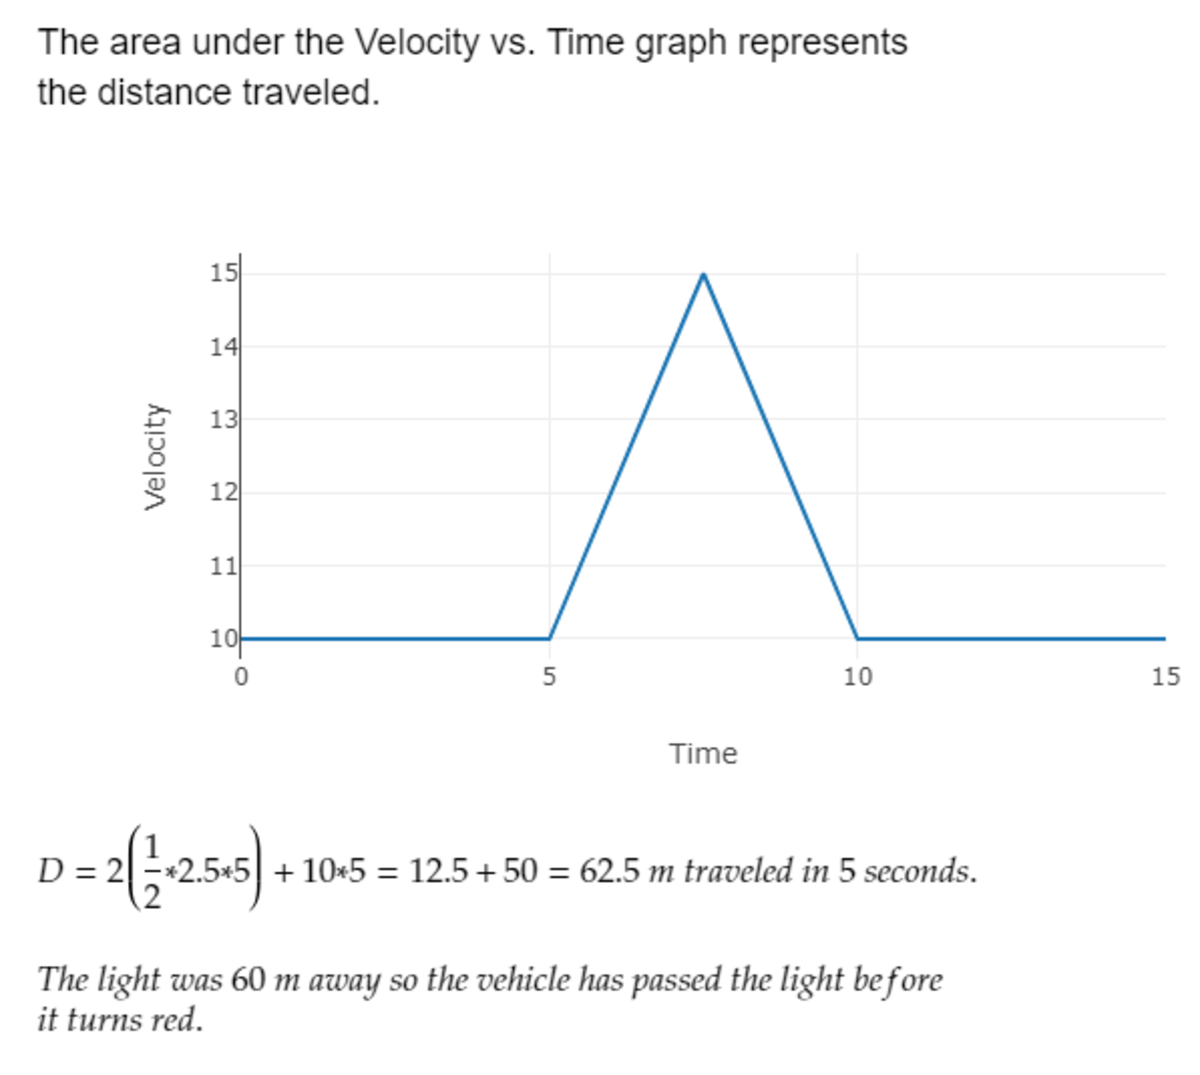 The area under the Velocity vs. Time graph represents
the distance traveled.
15
14
13
12
11
10
Velocity
0 5 10 15
Time
D = 2(1/2*2.5*5) + 10*5 = 12.5 + 50 = 62.5 m traveled in 5 seconds.
The light was 60 m away so the vehicle has passed the light before
it turns red.